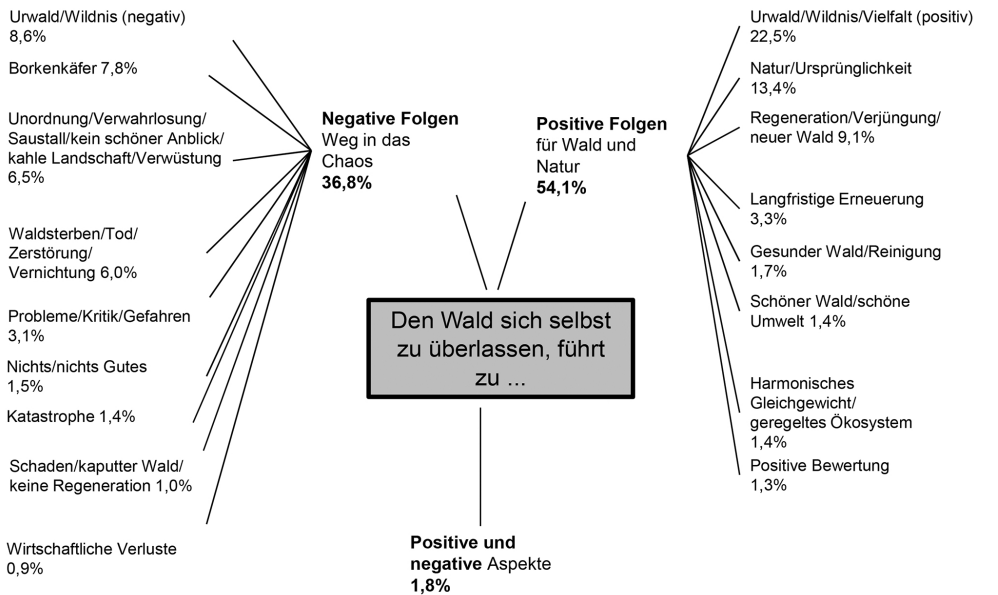 Urwald/Wildnis (negativ)
8,6%
Borkenkäfer 7,8%
Unordnung/Verwahrlosung/
Saustall/kein schöner Anblick/
kahle Landschaft/Verwüstung
6,5%
Waldsterben/Tod/
Zerstörung/
Vernichtung 6,0%
Probleme/Kritik/Gefahren
3,1%
Nichts/nichts Gutes
1,5%
Katastrophe 1,4%
Schaden/kaputter Wald/
keine Regeneration 1,0%
Wirtschaftliche Verluste
0,9%
Negative Folgen
Weg in das
Chaos
36,8%
Positive Folgen
für Wald und
Natur
54,1%
Den Wald sich selbst
zu überlassen, führt
zu ...
Positive und
negative Aspekte
1,8%
Urwald/Wildnis/Vielfalt (positiv)
22,5%
Natur/Ursprünglichkeit
13,4%
Regeneration/Verjüngung/
neuer Wald 9,1%
Langfristige Erneuerung
3,3%
Gesunder Wald/Reinigung
1,7%
Schöner Wald/schöne
Umwelt 1,4%
Harmonisches
Gleichgewicht/
geregeltes Ökosystem
1,4%
Positive Bewertung
1,3%